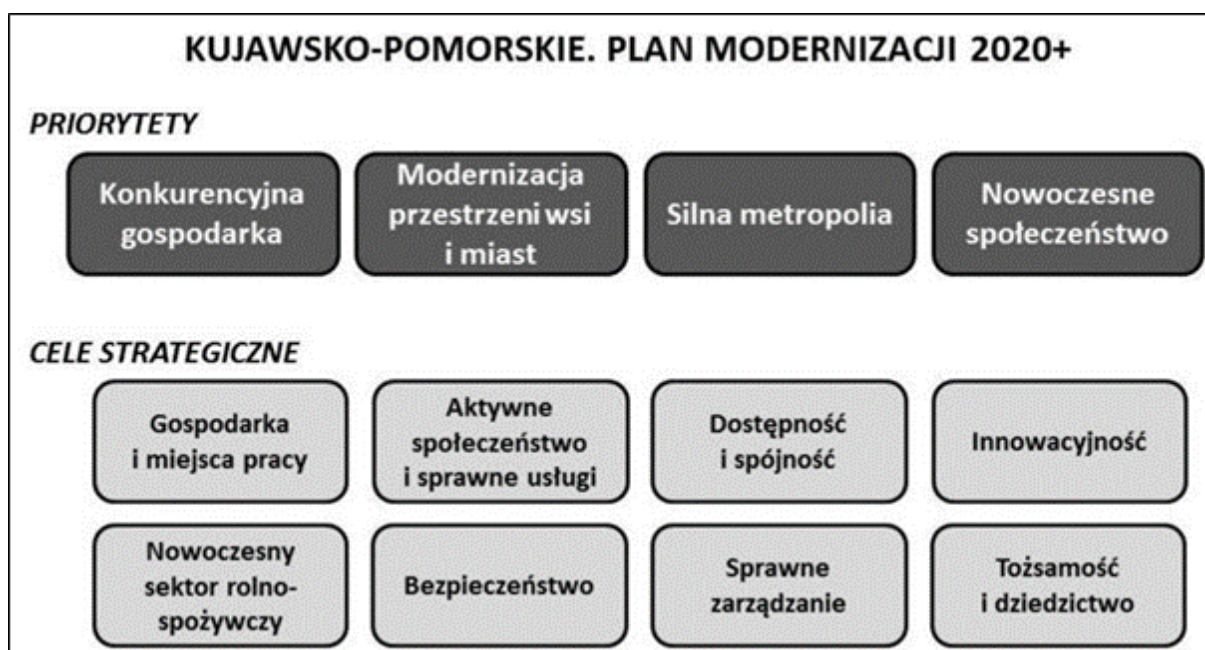 KUJAWSKO-POMORSKIE. PLAN MODERNIZACJI 2020+
PRIORYTETY
Konkurencyjna
gospodarka
Modernizacja
przestrzeni wsi
i miast
Silna metropolia
Nowoczesne
społeczeństwo
CELE STRATEGICZNE
Gospodarka
i miejsca pracy
Aktywne
społeczeństwo
i sprawne usługi
Dostępność
i spójność
Innowacyjność
Nowoczesny
sektor rolno-
spożywczy
Bezpieczeństwo
Sprawne
zarządzanie
Tożsamość
i dziedzictwo